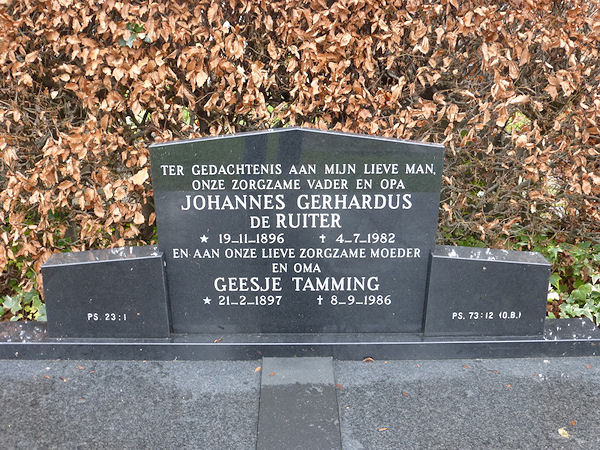 TER GEDACHTENIS AAN MIJN LIEVE MAN,
ONZE ZORGZAME VADER EN OPA
JOHANNES GERHARDUS
DE RUITER
★ 19-11-1896 ✝ 4-7-1982
EN AAN ONZE LIEVE ZORGZAME MOEDER
EN OMA
GEESJE TAMMING
★ 21-2-1897 ✝ 8-9-1986
PS. 23:1
PS. 73:12 (O.B.)